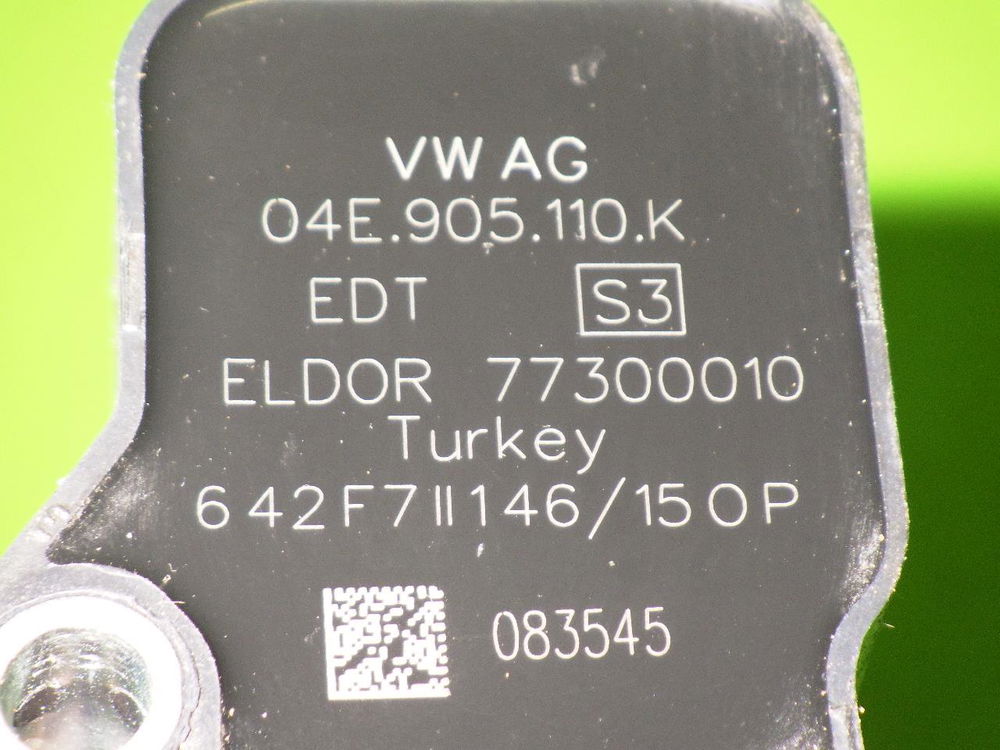 VW AG
04E.905.110.K
EDT S3
ELDOR 77300010
Turkey
642F7II146/150P
083545